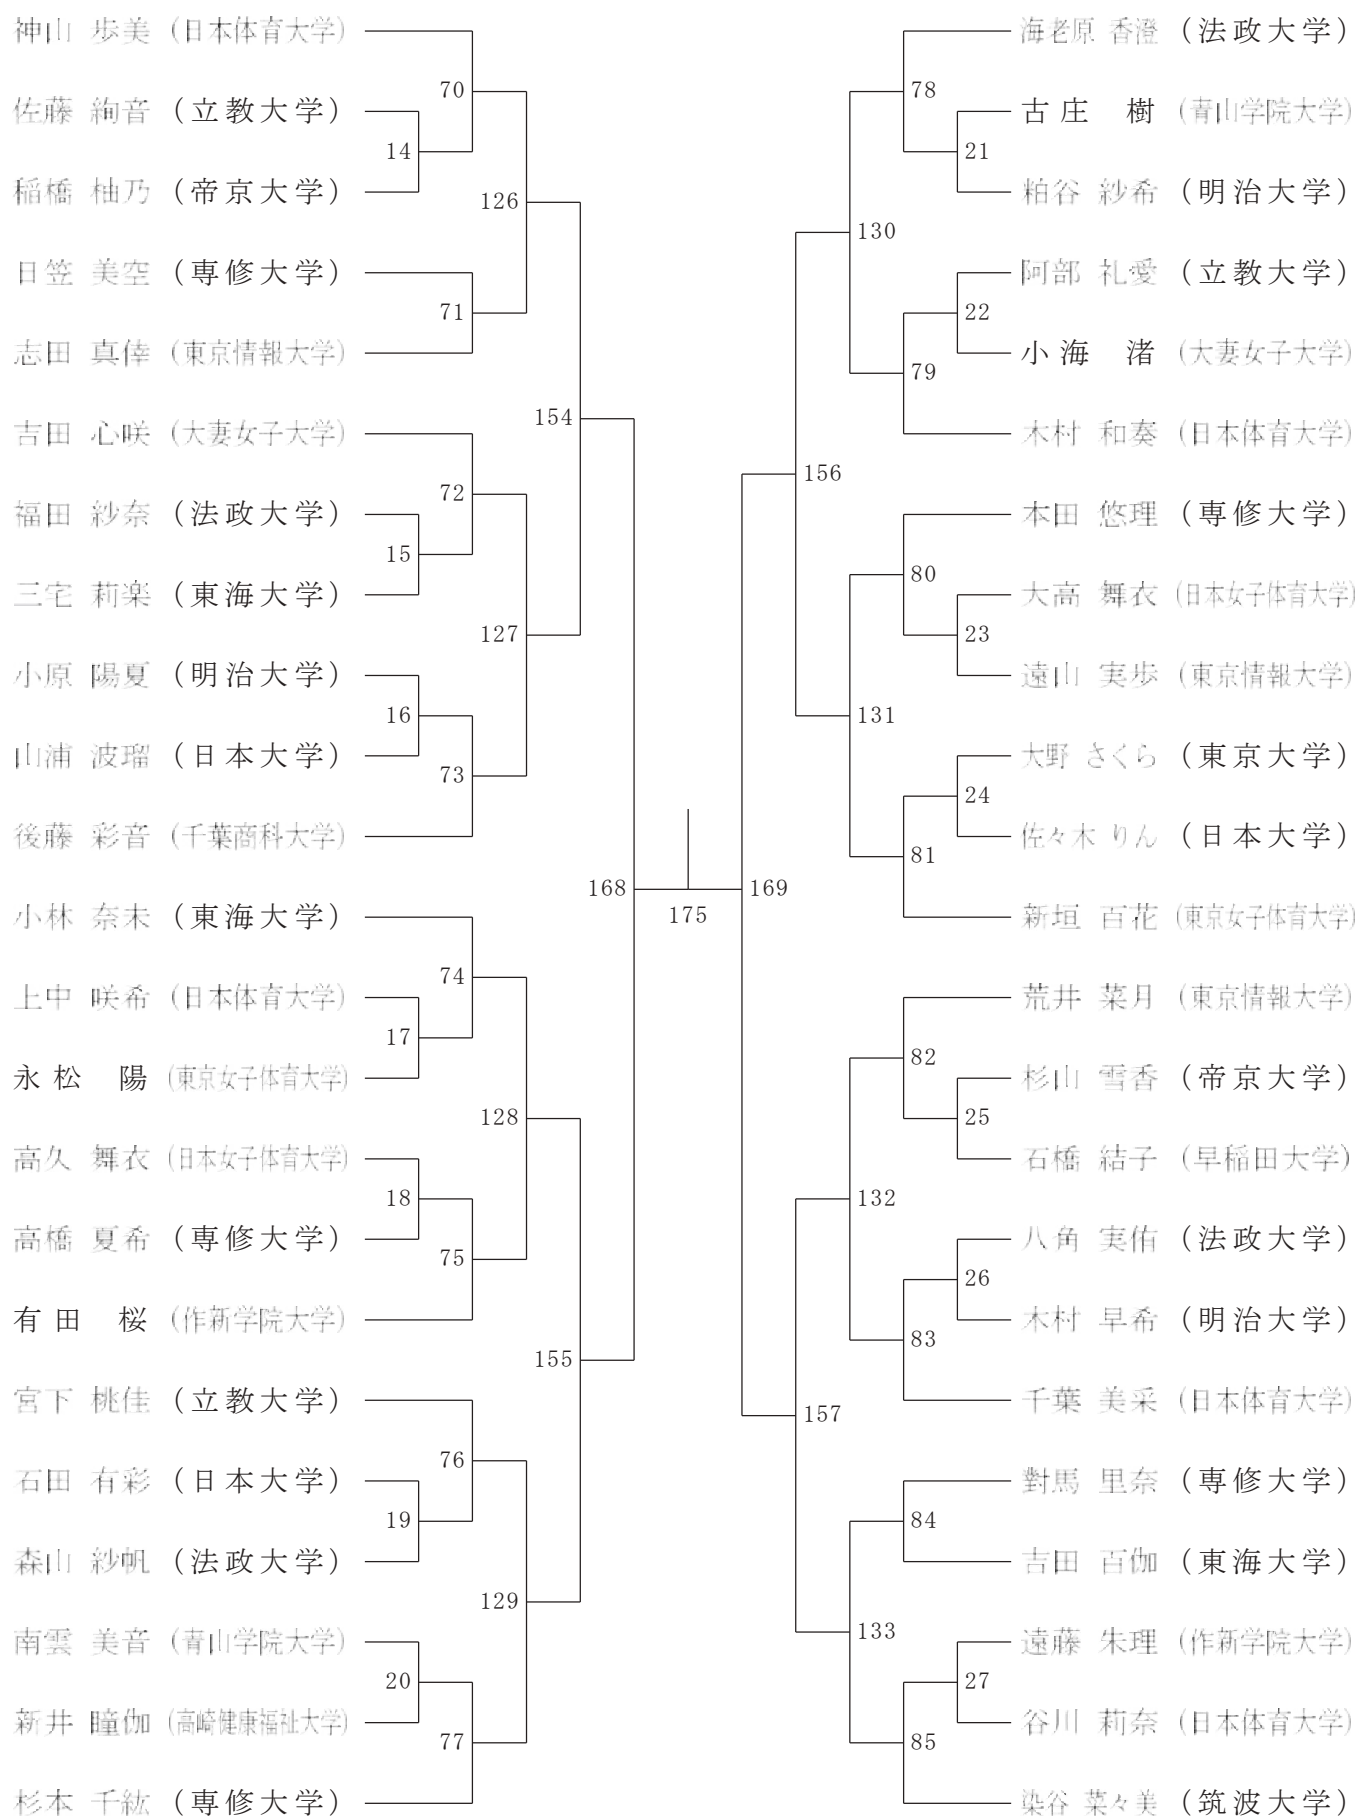 神山 歩美 (日本体育大学)
佐藤 絢音 (立教大学)
稲橋 柚乃 (帝京大学)
日笠 美空 (専修大学)
志田 真倖 (東京情報大学)
吉田 心咲 (大妻女子大学)
福田 紗奈 (法政大学)
三宅 莉楽 (東海大学)
小原 陽夏 (明治大学)
山浦 波瑠 (日本大学)
後藤 彩音 (千葉商科大学)
小林 奈未 (東海大学)
上中 咲希 (日本体育大学)
永松 陽 (東京女子体育大学)
高久 舞衣 (日本女子体育大学)
高橋 夏希 (専修大学)
有田 桜 (作新学院大学)
宮下 桃佳 (立教大学)
石田 有彩 (日本大学)
森山 紗帆 (法政大学)
南雲 美音 (青山学院大学)
新井 瞳伽 (高崎健康福祉大学)
杉本 千紘 (専修大学)
70
14
126
71
154
72
15
127
16
73
168
74
17
128
18
75
155
76
19
129
20
77
175
海老原 香澄 (法政大学)
古庄 樹 (青山学院大学)
粕谷 紗希 (明治大学)
阿部 礼愛 (立教大学)
小海 渚 (大妻女子大学)
木村 和奏 (日本体育大学)
本田 悠理 (専修大学)
大高 舞衣 (日本女子体育大学)
遠山 実歩 (東京情報大学)
大野 さくら (東京大学)
佐々木 りん (日本大学)
新垣 百花 (東京女子体育大学)
荒井 菜月 (東京情報大学)
杉山 雪香 (帝京大学)
石橋 結子 (早稲田大学)
八角 実侑 (法政大学)
木村 早希 (明治大学)
千葉 美采 (日本体育大学)
對馬 里奈 (専修大学)
吉田 百伽 (東海大学)
遠藤 朱理 (作新学院大学)
谷川 莉奈 (日本体育大学)
染谷 菜々美 (筑波大学)
78
21
130
22
79
156
80
23
131
24
81
169
82
25
132
26
83
157
84
133
27
85